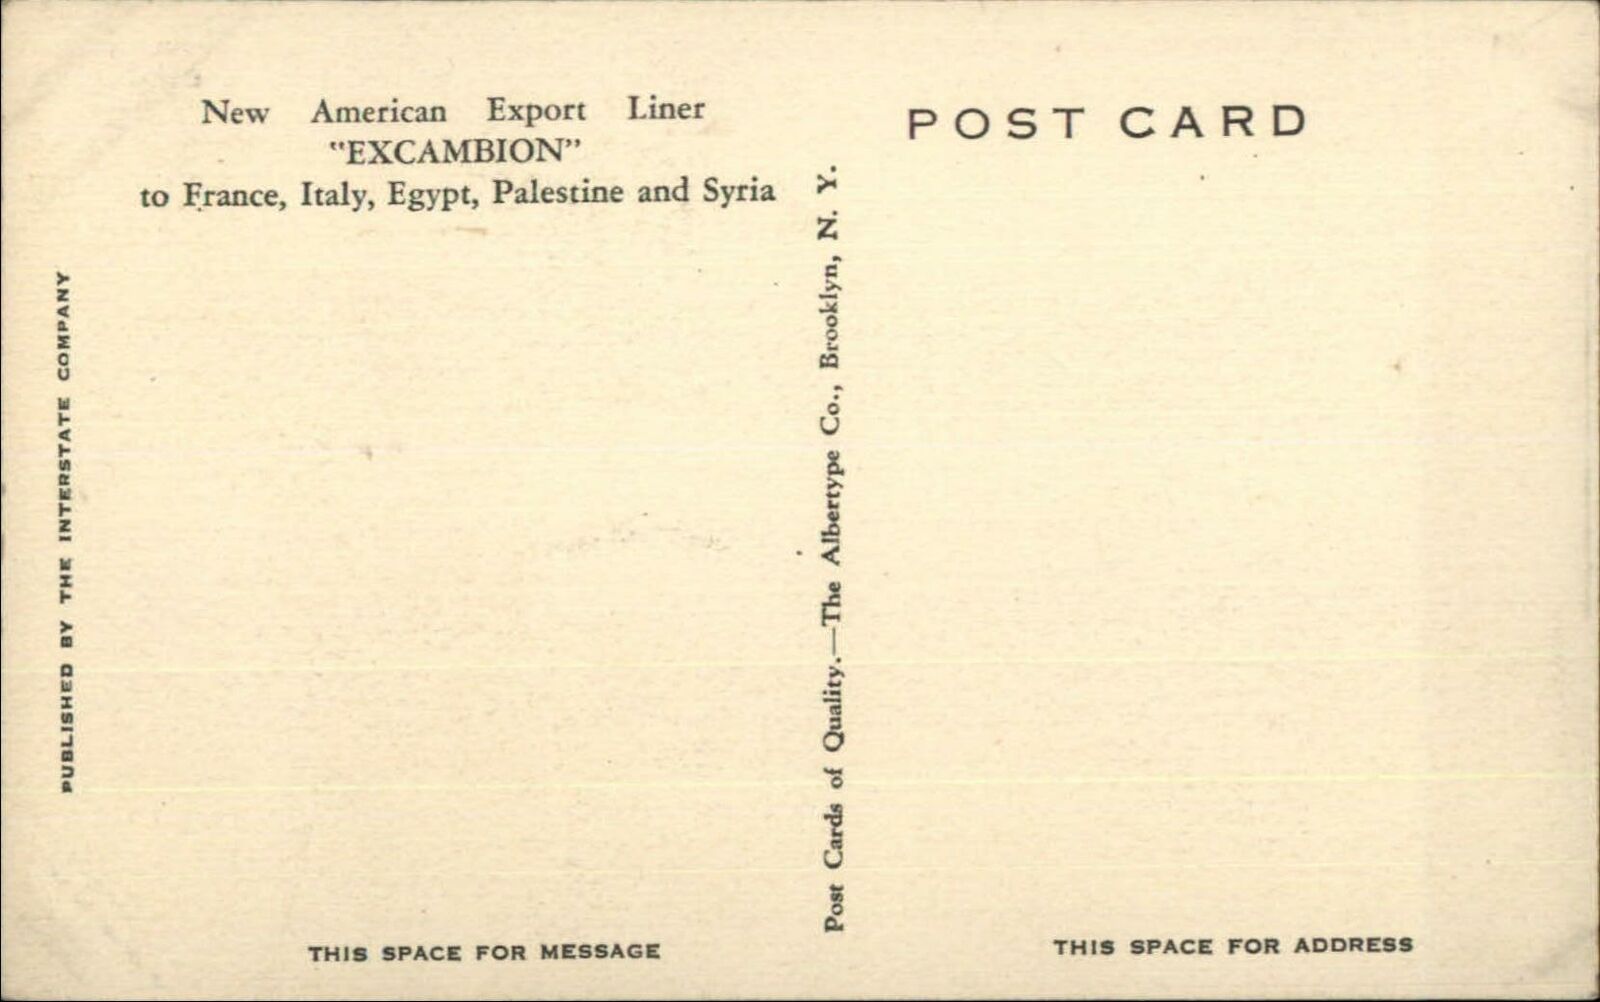 New American Export Liner
"EXCAMBION"
to France, Italy, Egypt, Palestine and Syria
PUBLISHED BY THE INTERSTATE COMPANY
THIS SPACE FOR MESSAGE
Post Cards of Quality.—The Albertype Co., Brooklyn, N. Y.
POST CARD
THIS SPACE FOR ADDRESS